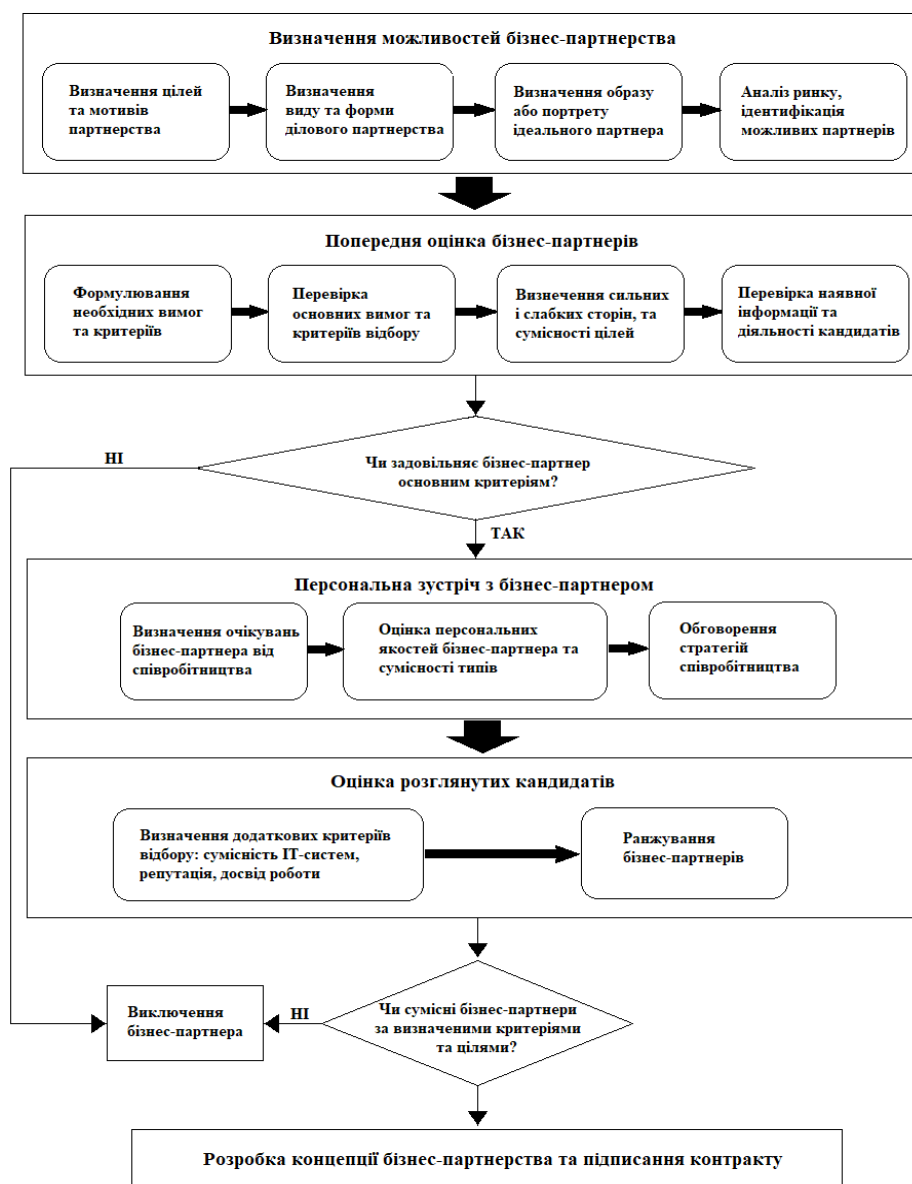 Визначення можливостей бізнес-партнерства
Визначення цілей
та мотивів
партнерства
Визначення
виду та форми
ділового партнерства
Визначення образу
або портрету
ідеального партнера
Аналіз ринку,
ідентифікація
можливих партнерів
Попередня оцінка бізнес-партнерів
Формулювання
необхідних вимог
та критеріїв
Перевірка
основних вимог та
критеріїв відбору
Визнечення сильних
і слабких сторін, та
сумісності цілей
Перевірка наявної
інформації та
діяльності кандидатів
НІ
Чи задовільняє бізнес-партнер
основним критеріям?
ТАК
Персональна зустріч з бізнес-партнером
Визначення очікувань
бізнес-партнера від
співробітництва
Оцінка персональних
якостей бізнес-партнера та
сумісності типів
Обговорення
стратегій
співробітництва
Оцінка розглянутих кандидатів
Визначення додаткових критеріїв
відбору: сумісність ІТ-систем,
репутація, досвід роботи
Ранжування
бізнес-партнерів
Виключення
бізнес-партнера
НІ
Чи сумісні бізнес-партнери
за визначеними критеріями
та цілями?
Розробка концепції бізнес-партнерства та підписання контракту